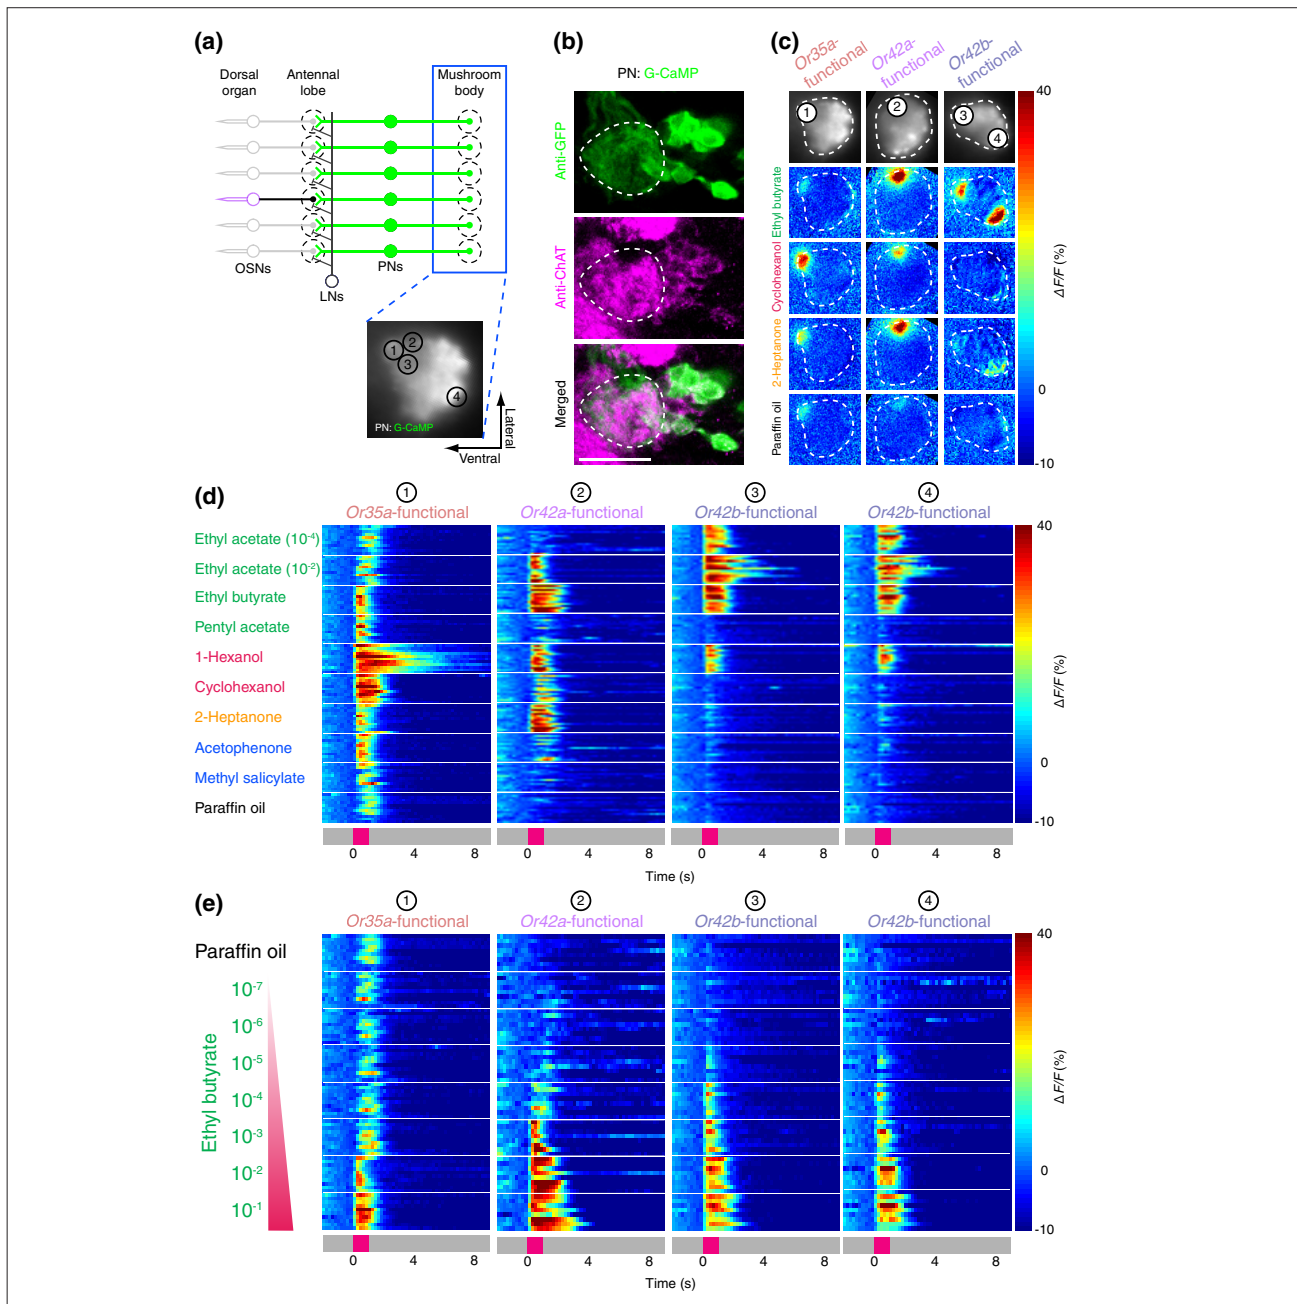 (a)
Dorsal organ
Antennal lobe
Mushroom body
OSNs
PNs
LNs
1
2
3
4
PN: G-CaMP
Lateral
Ventral
(b)
PN: G-CaMP
Anti-GFP
Anti-ChAT
Merged
(c)
Or35a-functional
Or42a-functional
Or42b-functional
1
2
3
4
Ethyl butyrate
Cyclohexanol
2-Heptanone
Paraffin oil
40
0
-10
ΔF/F (%)
(d)
1
2
3
4
Or35a-functional
Or42a-functional
Or42b-functional
Or42b-functional
Ethyl acetate (10-4)
Ethyl acetate (10-2)
Ethyl butyrate
Pentyl acetate
1-Hexanol
Cyclohexanol
2-Heptanone
Acetophenone
Methyl salicylate
Paraffin oil
40
0
-10
ΔF/F (%)
0 4 8
0 4 8
0 4 8
0 4 8
Time (s)
(e)
1
2
3
4
Or35a-functional
Or42a-functional
Or42b-functional
Or42b-functional
Paraffin oil
Ethyl butyrate
10-7
10-6
10-5
10-4
10-3
10-2
10-1
40
0
-10
ΔF/F (%)
0 4 8
0 4 8
0 4 8
0 4 8
Time (s)